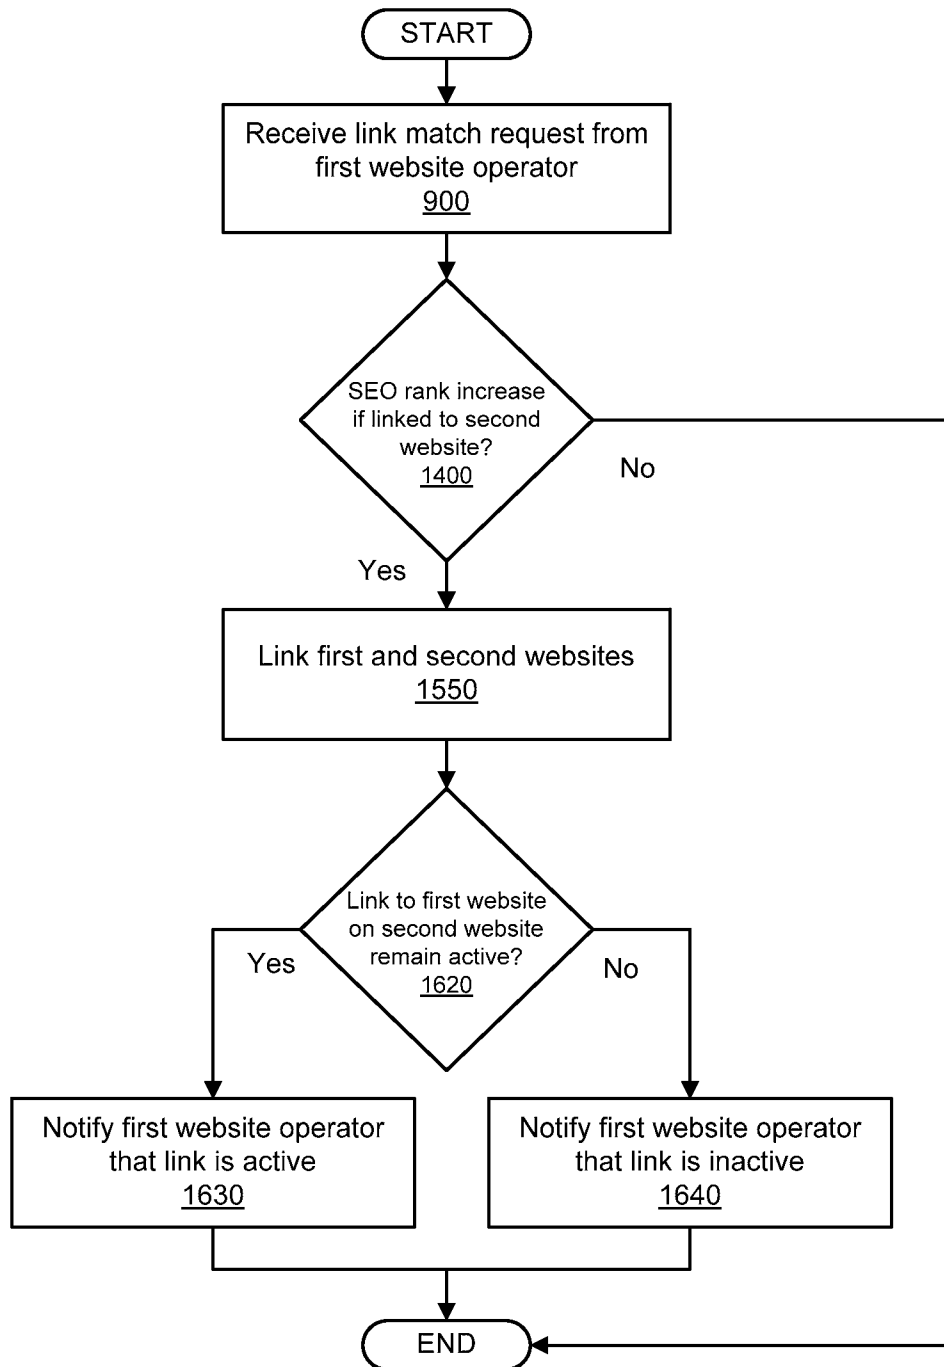 START
Receive link match request from
first website operator
900
SEO rank increase
if linked to second
website?
1400
No
Yes
Link first and second websites
1550
Link to first website
on second website
remain active?
1620
Yes
No
Notify first website operator
that link is active
1630
Notify first website operator
that link is inactive
1640
END